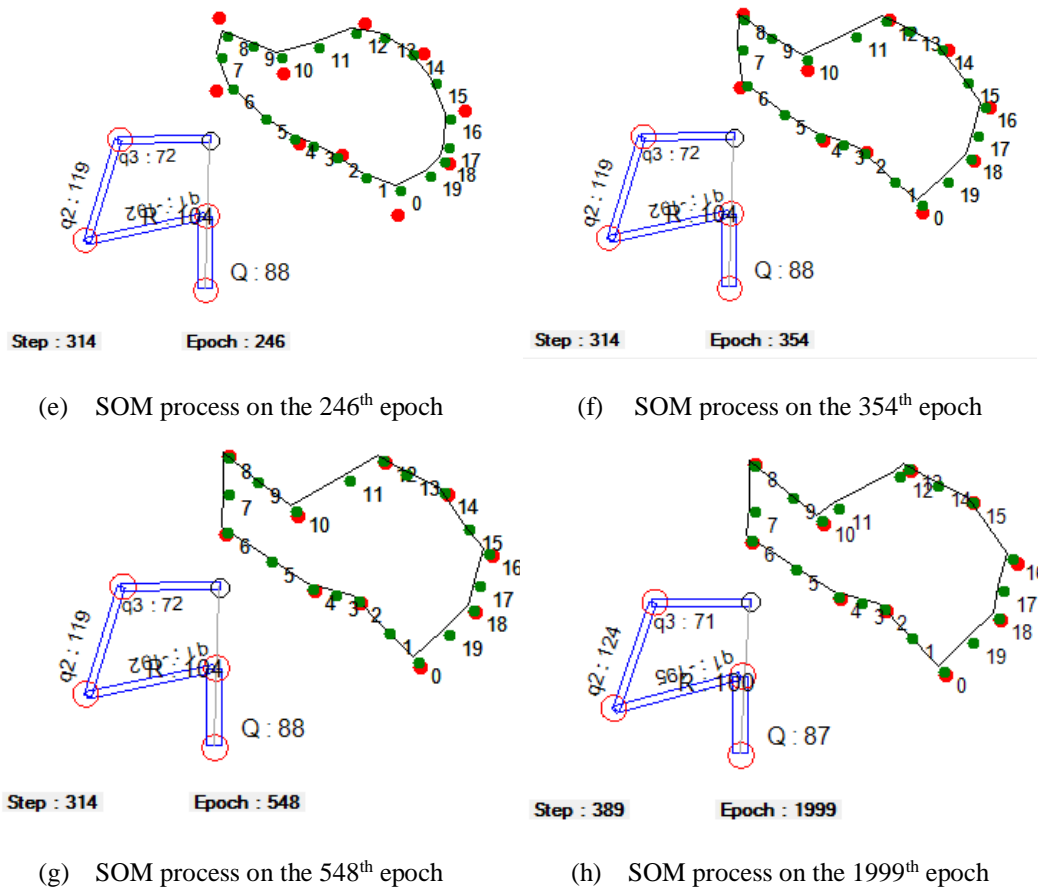 8
9
10
11
12
13
14
15
16
17
18
19
0
1
2
3
4
5
6
7
q3 : 72
q2 : 119
q1 : -192
R : 104
Q : 88
Step : 314 Epoch : 246
8
9
10
11
12
13
14
15
16
17
18
19
0
1
2
3
4
5
6
7
q3 : 72
q2 : 119
q1 : -192
R : 104
Q : 88
Step : 314 Epoch : 354
(e) SOM process on the 246th epoch
(f) SOM process on the 354th epoch
8
9
10
11
12
13
14
15
16
17
18
19
0
1
2
3
4
5
6
7
q3 : 72
q2 : 119
q1 : -192
R : 104
Q : 88
Step : 314 Epoch : 548
8
9
10
11
12
13
14
15
16
17
18
19
0
1
2
3
4
5
6
7
q3 : 71
q2 : 124
q1 : -195
R : 100
Q : 87
Step : 389 Epoch : 1999
(g) SOM process on the 548th epoch
(h) SOM process on the 1999th epoch